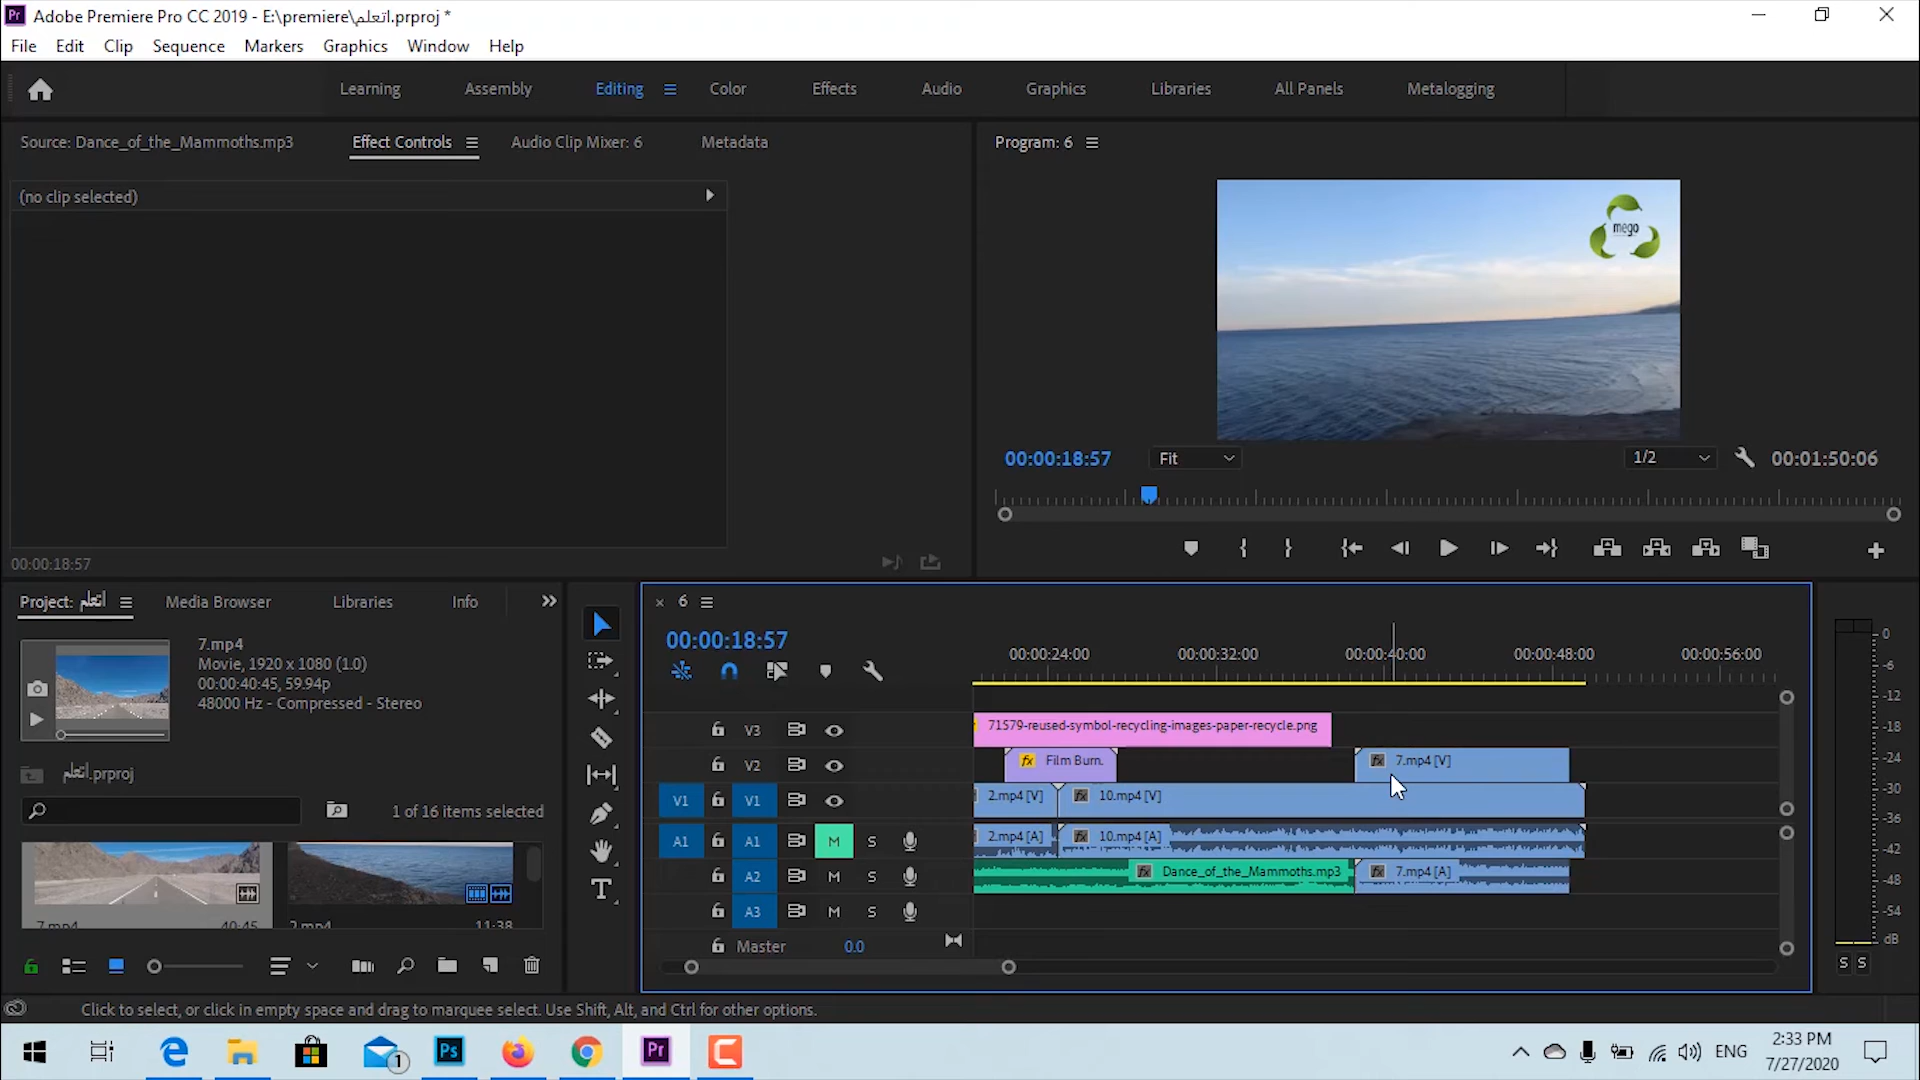 Adobe Premiere Pro CC 2019 - E:\premiere\اتعلم.prproj *
File Edit Clip Sequence Markers Graphics Window Help
Learning Assembly Editing Color Effects Audio Graphics Libraries All Panels Metalogging
Source: Dance_of_the_Mammoths.mp3 Effect Controls Audio Clip Mixer: 6 Metadata
Program: 6
(no clip selected)
mego
00:00:18:57 Fit 1/2 00:01:50:06
00:00:18:57
Project: اتعلم Media Browser Libraries Info
7.mp4
Movie, 1920 x 1080 (1.0)
00:00:40:45, 59.94p
48000 Hz - Compressed - Stereo
اتعلم.prproj
1 of 16 items selected
7.mp4 40:45 2.mp4 11:38
6
00:00:18:57
00:00:24:00 00:00:32:00 00:00:40:00 00:00:48:00 00:00:56:00
V3 71579-reused-symbol-recycling-images-paper-recycle.png
V2 fx Film Burn. fx 7.mp4 [V]
V1 V1 2.mp4 [V] fx 10.mp4 [V]
A1 A1 M S 2.mp4 [A] fx 10.mp4 [A]
A2 M S fx Dance_of_the_Mammoths.mp3 fx 7.mp4 [A]
A3 M S
Master 0.0
0
-6
-12
-18
-24
-30
-36
-42
-48
-54
dB
S S
Click to select, or click in empty space and drag to marquee select. Use Shift, Alt, and Ctrl for other options.
1 Ps Pr ENG 2:33 PM
7/27/2020